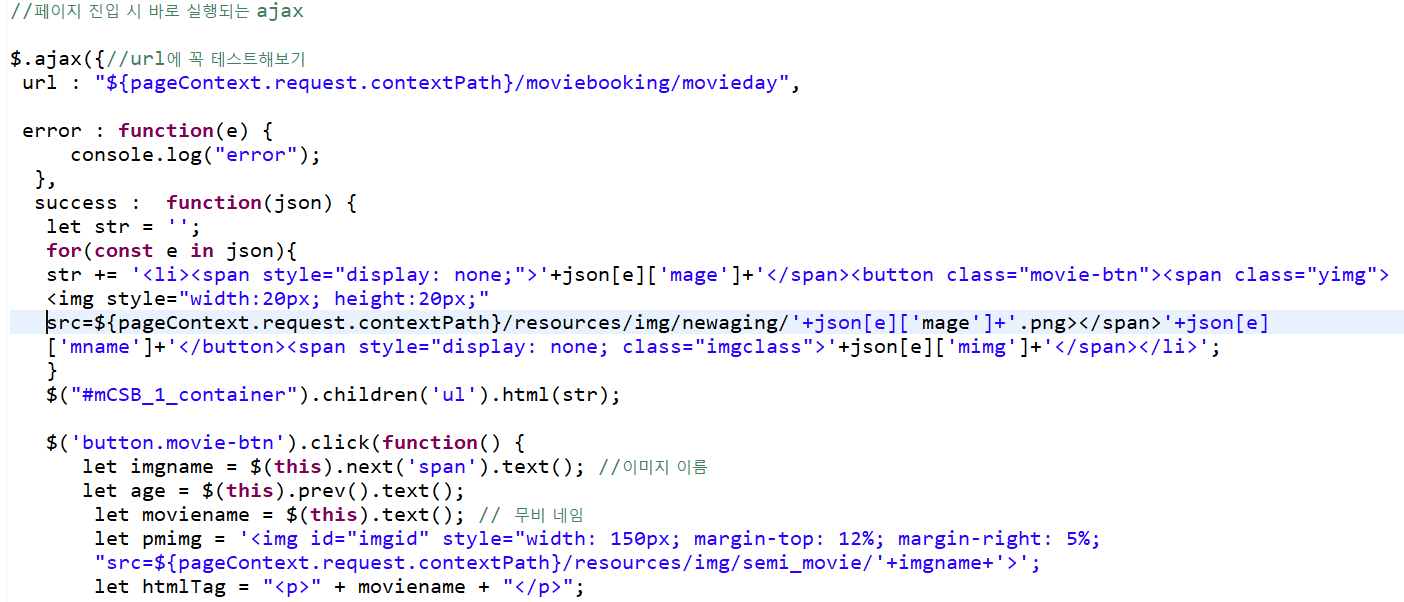 //페이지 진입 시 바로 실행되는 ajax
$.ajax({//url에 꼭 테스트해보기
url : "${pageContext.request.contextPath}/moviebooking/movieday",
error : function(e) {
console.log("error");
},
success :  function(json) {
let str = '';
for(const e in json){
str += '<li><span style="display: none;">'+json[e]['mage']+'</span><button class="movie-btn"><span class="yimg">
<img style="width:20px; height:20px;"
src=${pageContext.request.contextPath}/resources/img/newaging/'+json[e]['mage']+'.png></span>'+json[e]
['mname']+'</button><span style="display: none; class="imgclass">'+json[e]['mimg']+'</span></li>';
}
$("#mCSB_1_container").children('ul').html(str);
$('button.movie-btn').click(function() {
let imgname = $(this).next('span').text(); //이미지 이름
let age = $(this).prev().text();
let moviename = $(this).text(); // 무비 네임
let pmimg = '<img id="imgid" style="width: 150px; margin-top: 12%; margin-right: 5%;
"src=${pageContext.request.contextPath}/resources/img/semi_movie/'+imgname+'>';
let htmlTag = "<p>" + moviename + "</p>";